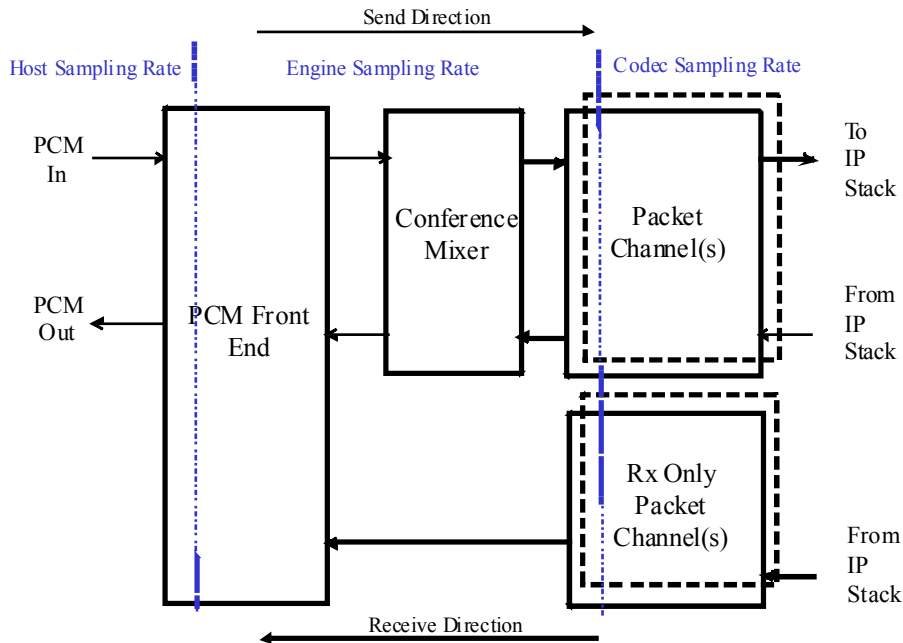 Send Direction
Host Sampling Rate
Engine Sampling Rate
Codec Sampling Rate
PCM
In
To
IP
Stack
Conference
Mixer
Packet
Channel(s)
PCM
Out
PCM Front
End
From
IP
Stack
Rx Only
Packet
Channel(s)
From
IP
Stack
Receive Direction